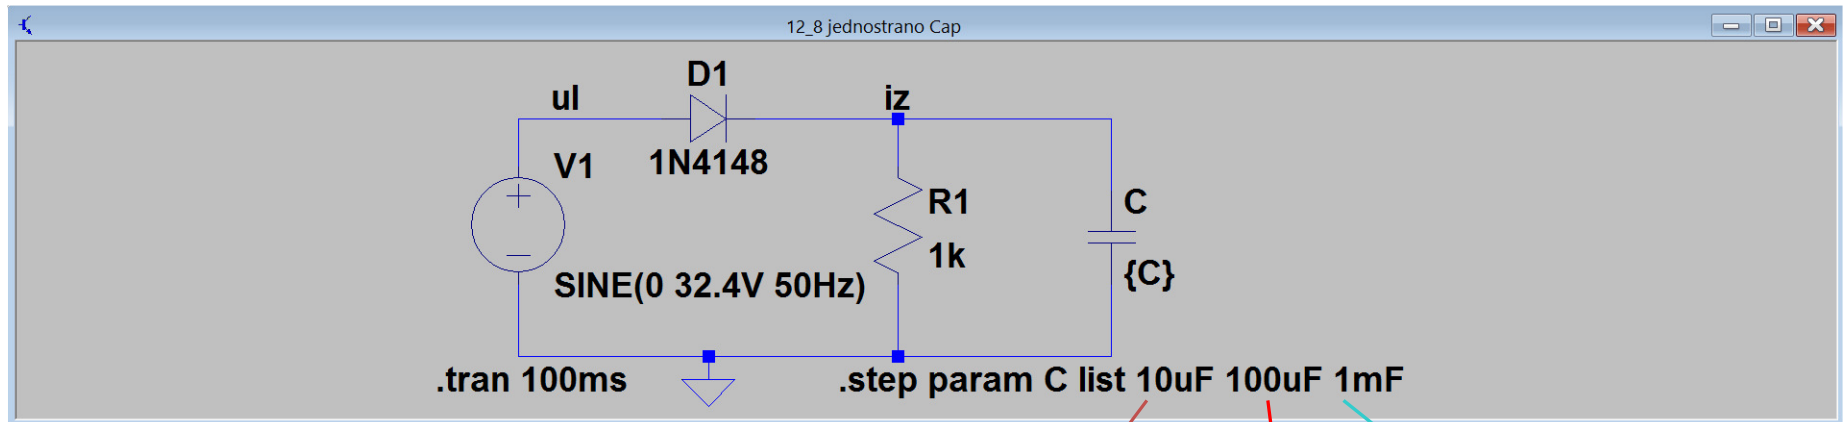 12_8 jednostrano Cap
D1
ul
iz
1N4148
V1
R1
1k
C
{C}
SINE(0 32.4V 50Hz)
.tran 100ms
.step param C list 10uF 100uF 1mF